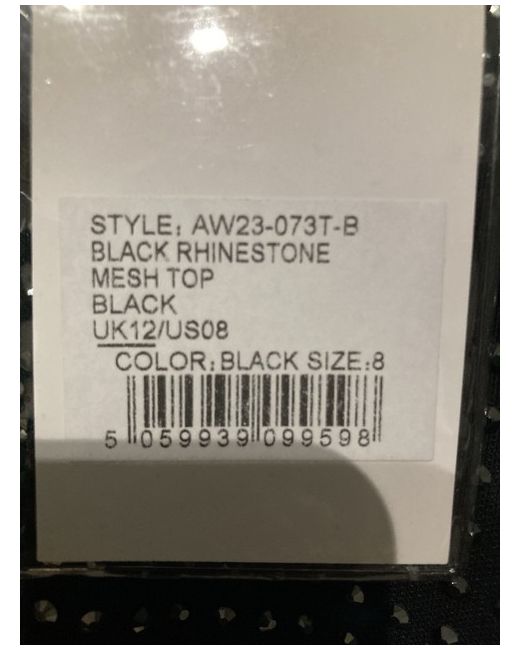 STYLE: AW23-073T-B
BLACK RHINESTONE
MESH TOP
BLACK
UK12/US08
COLOR:BLACK SIZE:8
5 059939 099598